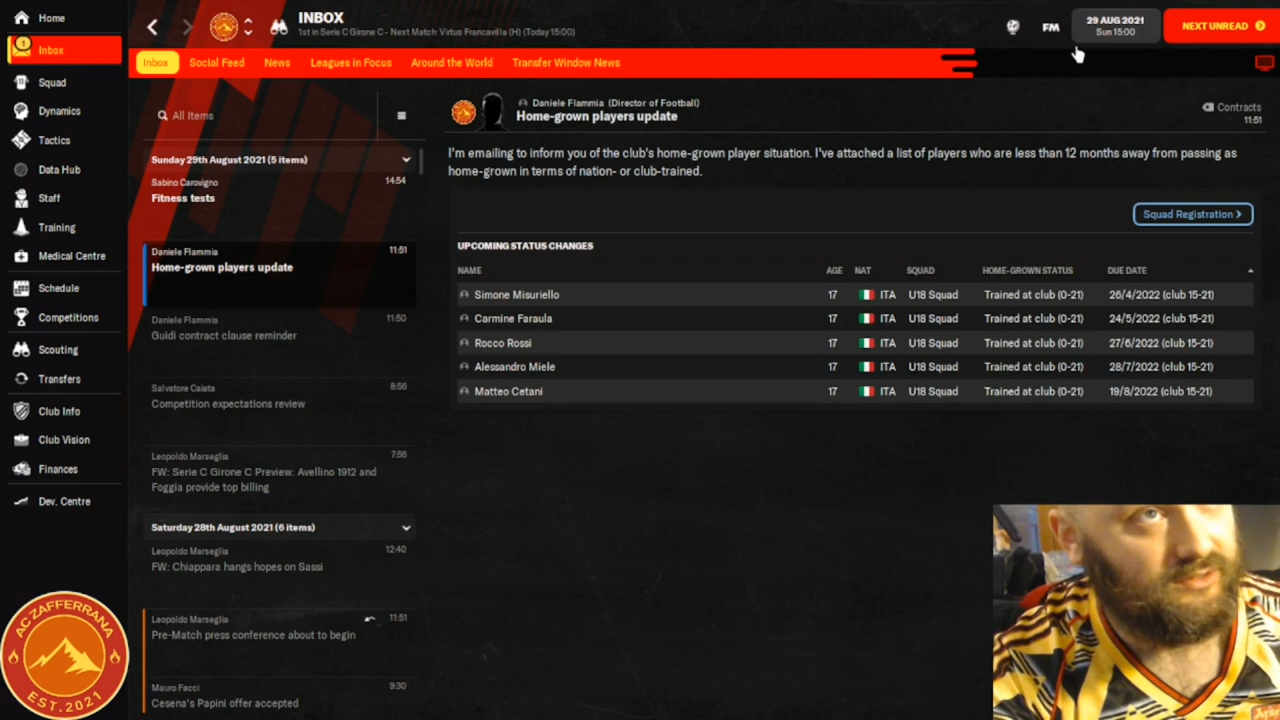 Home
Inbox
1
Squad
Dynamics
Tactics
Data Hub
Staff
Training
Medical Centre
Schedule
Competitions
Scouting
Transfers
Club Info
Club Vision
Finances
Dev. Centre
AC ZAFFERRANA
EST. 2021
INBOX
1st in Serie C Girone C - Next Match: Virtus Francavilla (H) (Today 15:00)
FM
29 AUG 2021
Sun 15:00
NEXT UNREAD
Inbox
Social Feed
News
Leagues in Focus
Around the World
Transfer Window News
All Items
Sunday 29th August 2021 (5 items)
Sabino Carovigno 14:54
Fitness tests
Daniele Flammia 11:51
Home-grown players update
Daniele Flammia 11:50
Guidi contract clause reminder
Salvatore Caiata 8:56
Competition expectations review
Leopoldo Marseglia 7:56
FW: Serie C Girone C Preview: Avellino 1912 and
Foggia provide top billing
Saturday 28th August 2021 (6 items)
Leopoldo Marseglia 12:40
FW: Chiappara hangs hopes on Sassi
Leopoldo Marseglia 11:51
Pre-Match press conference about to begin
Mauro Facci 9:30
Cesena's Papini offer accepted
Daniele Flammia (Director of Football)
Home-grown players update
Contracts
11:51
I'm emailing to inform you of the club's home-grown player situation. I've attached a list of players who are less than 12 months away from passing as
home-grown in terms of nation- or club-trained.
Squad Registration >
UPCOMING STATUS CHANGES
NAME AGE NAT SQUAD HOME-GROWN STATUS DUE DATE
Simone Misuriello 17 ITA U18 Squad Trained at club (0-21) 26/4/2022 (club 15-21)
Carmine Faraula 17 ITA U18 Squad Trained at club (0-21) 24/5/2022 (club 15-21)
Rocco Rossi 17 ITA U18 Squad Trained at club (0-21) 27/6/2022 (club 15-21)
Alessandro Miele 17 ITA U18 Squad Trained at club (0-21) 28/7/2022 (club 15-21)
Matteo Cetani 17 ITA U18 Squad Trained at club (0-21) 19/8/2022 (club 15-21)